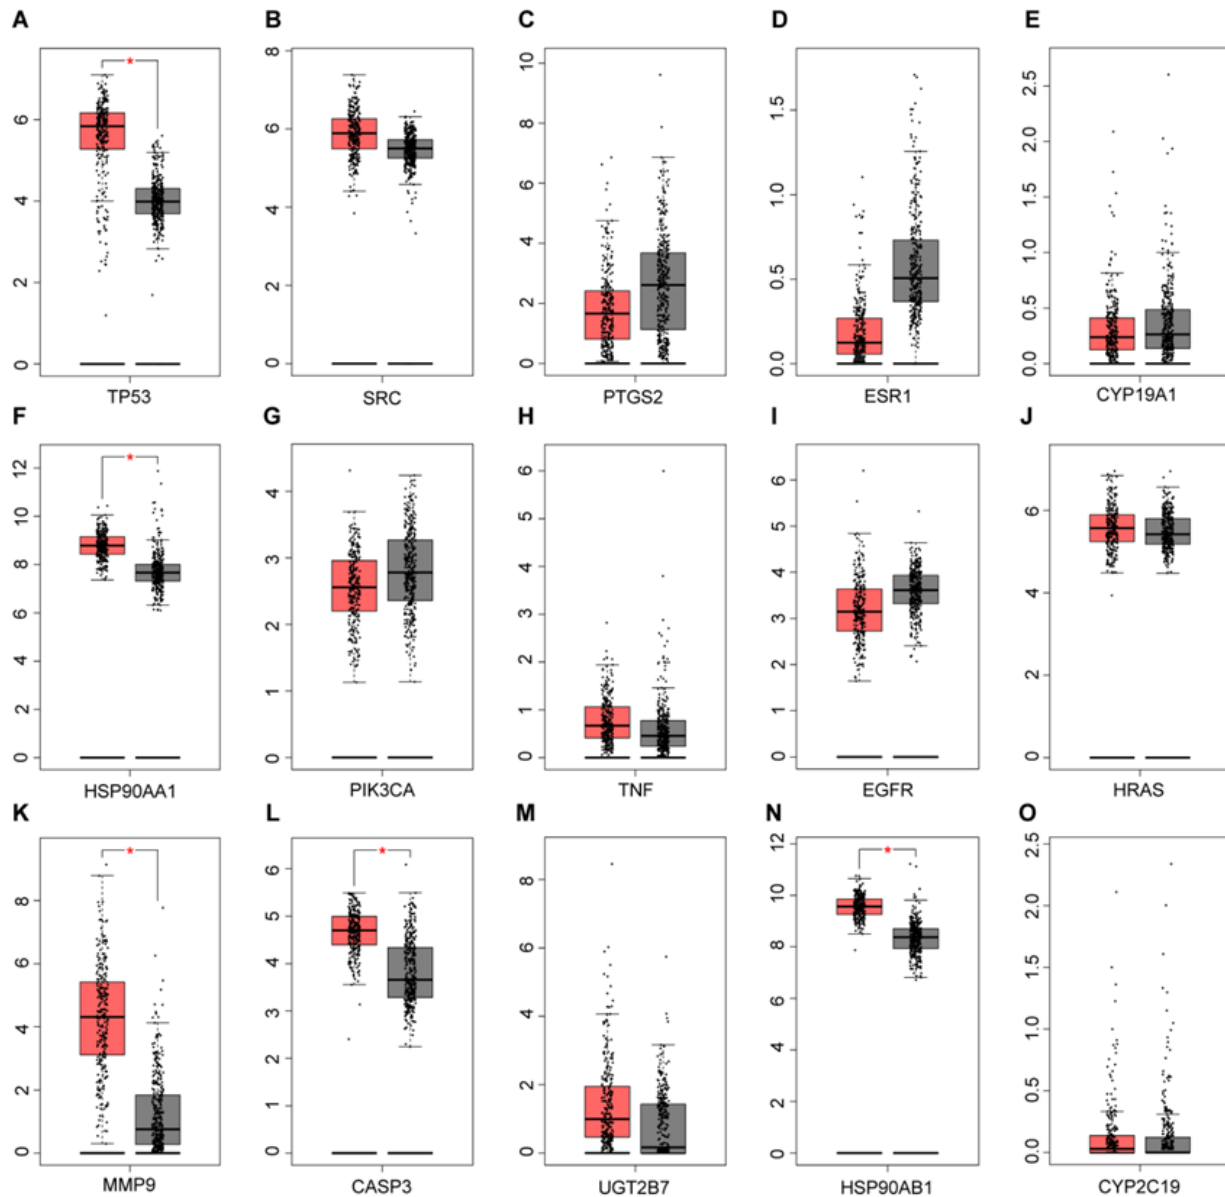 A B C D E
* 
0 2 4 6
0 2 4 6 8
0 2 4 6 8 10
0.0 0.5 1.0 1.5
0.0 0.5 1.0 1.5 2.0 2.5
TP53 SRC PTGS2 ESR1 CYP19A1
F G H I J
*
0 2 4 6 8 10 12
0 1 2 3 4
0 1 2 3 4 5 6
0 1 2 3 4 5 6
0 2 4 6
HSP90AA1 PIK3CA TNF EGFR HRAS
K L M N O
* * *
0 2 4 6 8
0 1 2 3 4 5 6
0 2 4 6 8
0 2 4 6 8 10 12
0.0 0.5 1.0 1.5 2.0 2.5
MMP9 CASP3 UGT2B7 HSP90AB1 CYP2C19